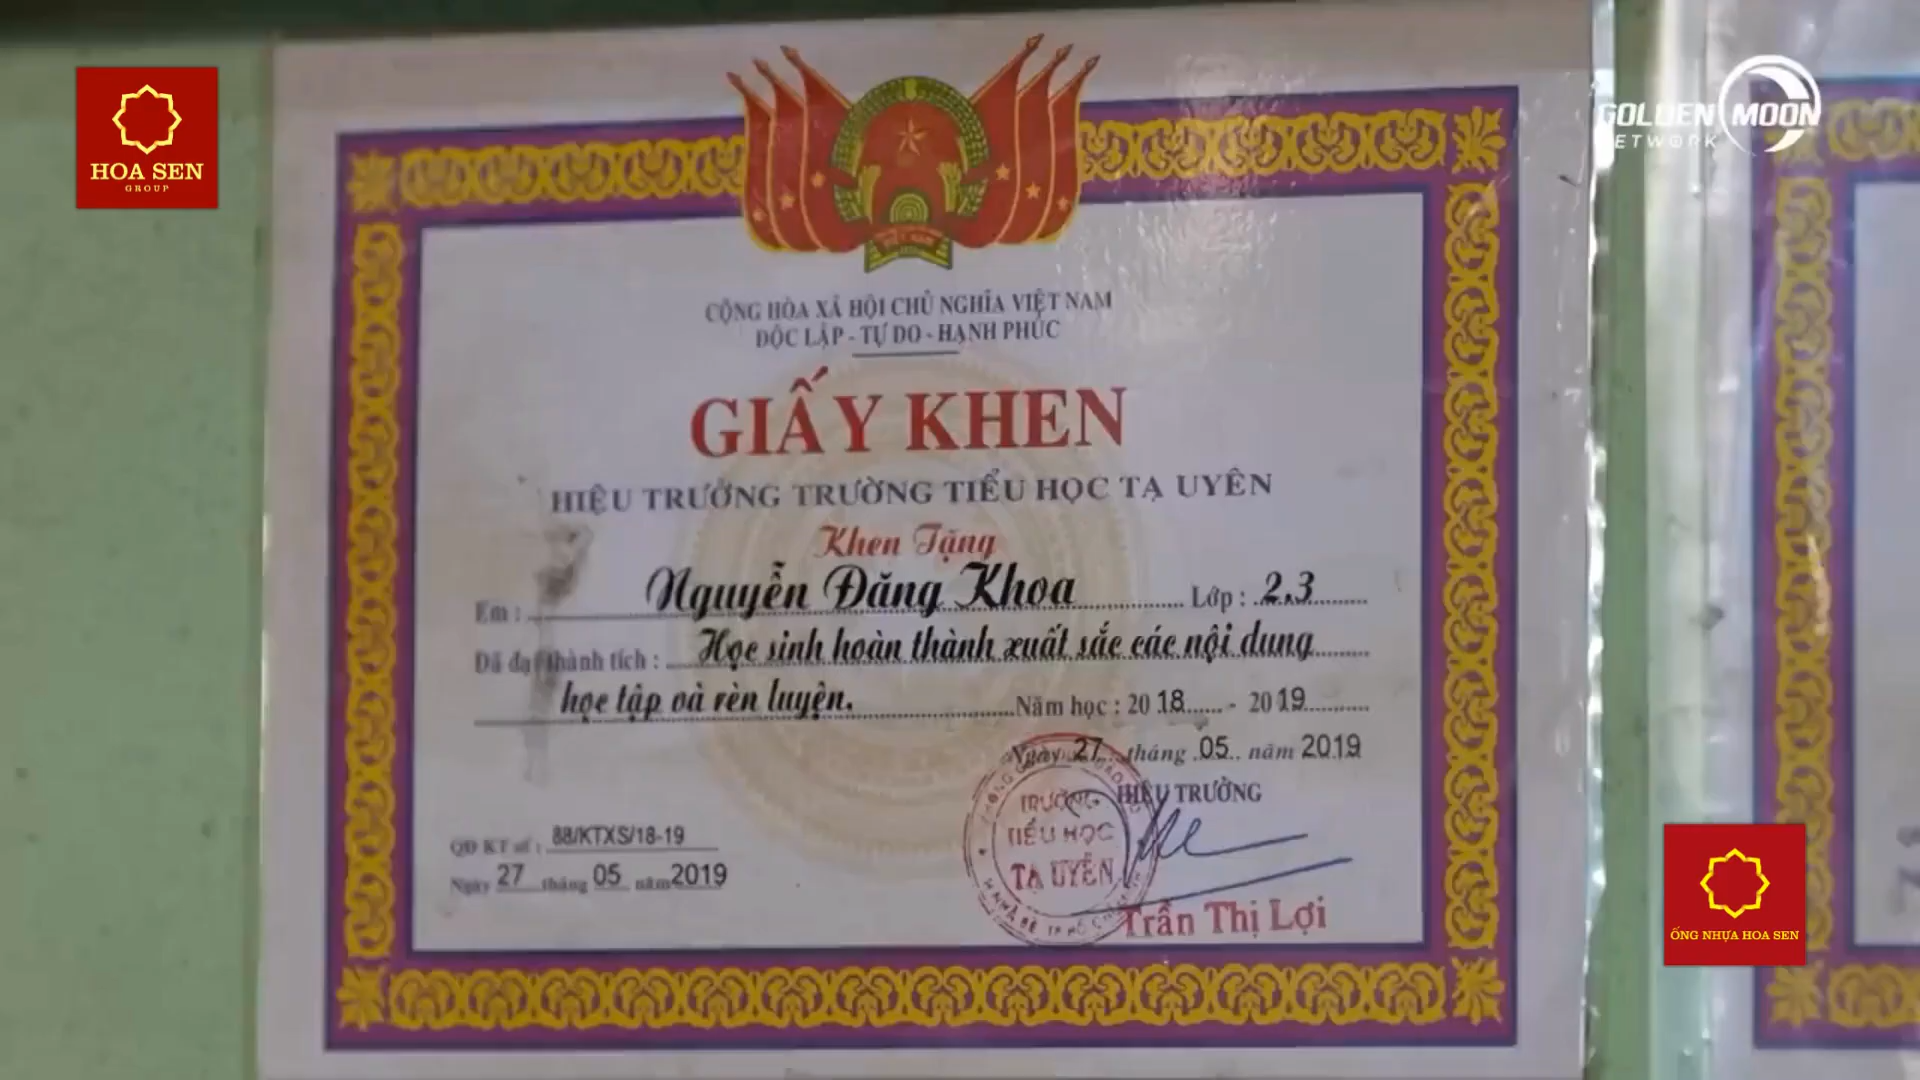 HOA SEN
GROUP
GOLDEN MOON
NETWORK
CỘNG HÒA XÃ HỘI CHỦ NGHĨA VIỆT NAM
ĐỘC LẬP - TỰ DO - HẠNH PHÚC
GIẤY KHEN
HIỆU TRƯỞNG TRƯỜNG TIỂU HỌC TẠ UYÊN
Khen Tặng
Em : Nguyễn Đăng Khoa Lớp : 2.3
Đã đạt thành tích : Học sinh hoàn thành xuất sắc các nội dung
học tập và rèn luyện. Năm học : 2018 - 2019
Ngày 27 tháng 05 năm 2019
HIỆU TRƯỞNG
TRƯỜNG
TIỂU HỌC
TẠ UYÊN
Trần Thị Lợi
QĐ KT số : 88/KTXS/18-19
Ngày 27 tháng 05 năm 2019
ỐNG NHỰA HOA SEN